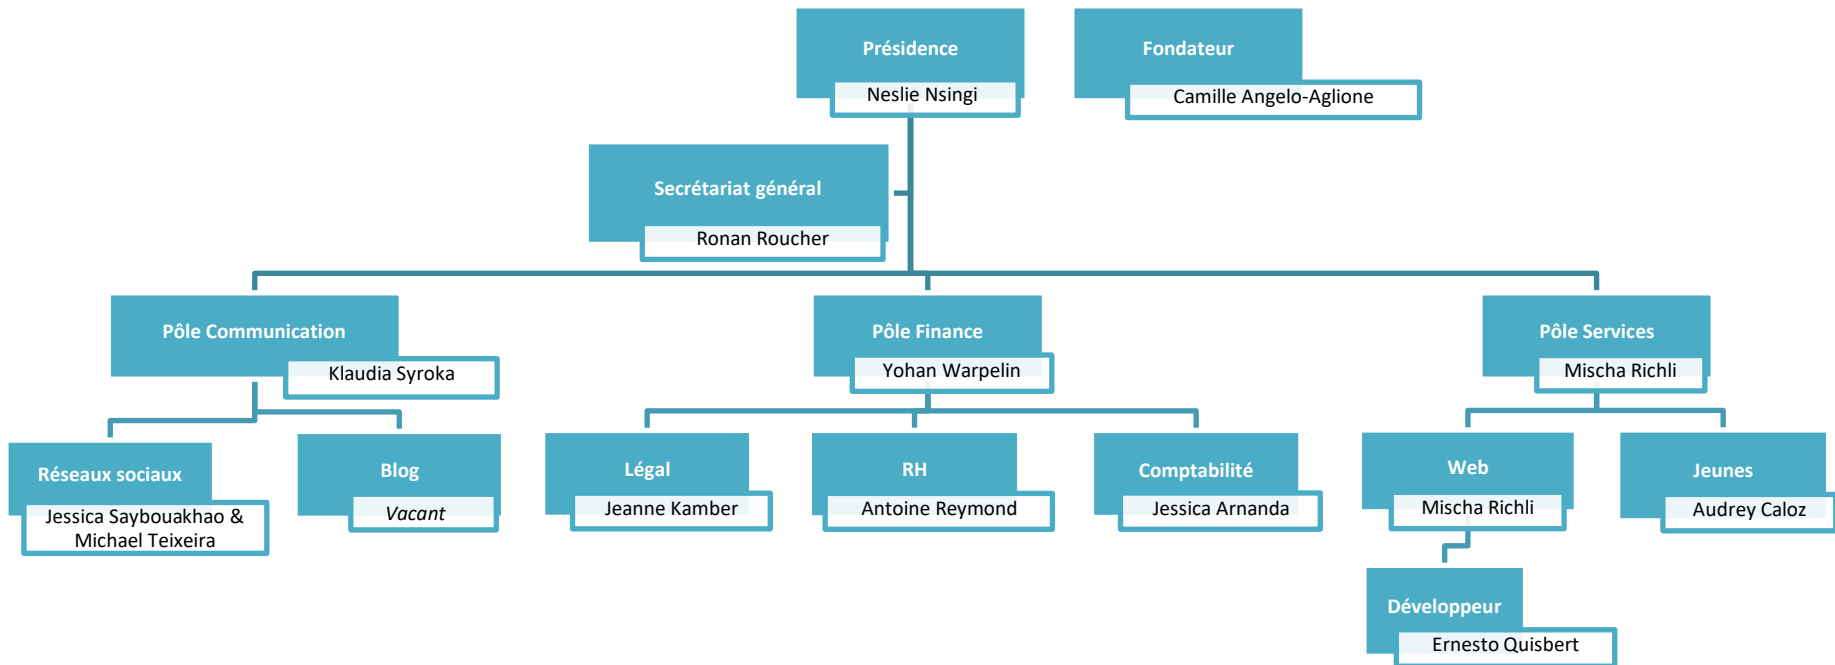 Présidence
Neslie Nsingi
Fondateur
Camille Angelo-Aglione
Secrétariat général
Ronan Roucher
Pôle Communication
Klaudia Syroka
Pôle Finance
Yohan Warpelin
Pôle Services
Mischa Richli
Réseaux sociaux
Jessica Saybouakhao &
Michael Teixeira
Blog
Vacant
Légal
Jeanne Kamber
RH
Antoine Reymond
Comptabilité
Jessica Arnanda
Web
Mischa Richli
Jeunes
Audrey Caloz
Développeur
Ernesto Quisbert